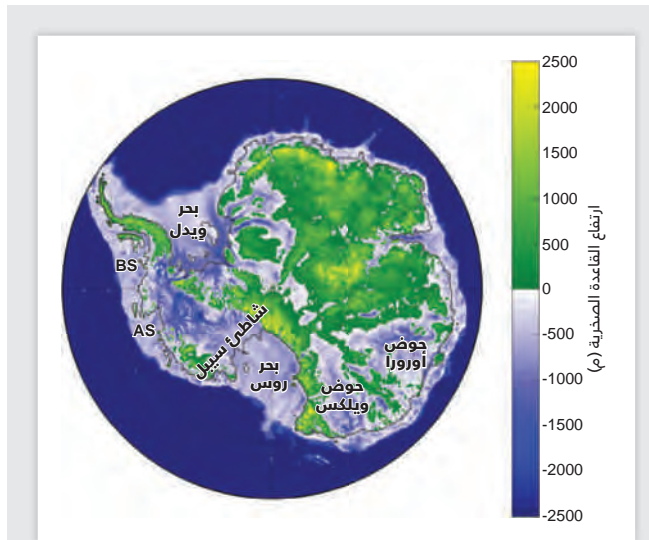 بحر
ويدل
BS
AS
شاطئ سيبل
بحر
روس
حوض
ويلكس
حوض
أورورا
2500
2000
1500
1000
500
0
-500
-1000
-1500
-2000
-2500
ارتفاع القاعدة الصخرية (م)